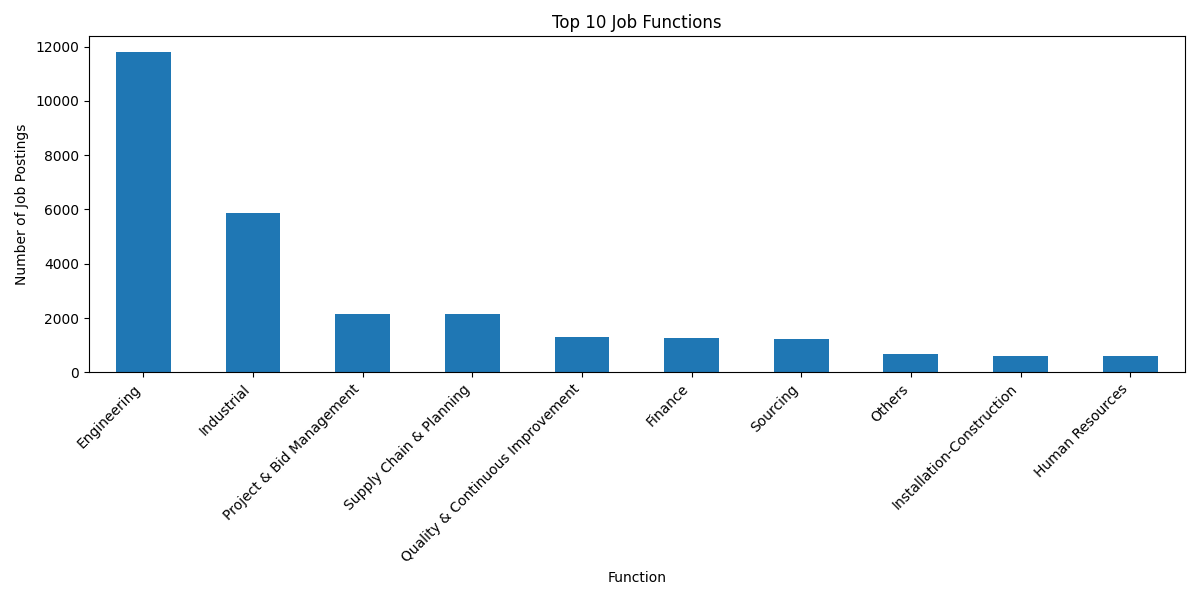 Top 10 Job Functions
Number of Job Postings
12000
10000
8000
6000
4000
2000
0
Engineering
Industrial
Project & Bid Management
Supply Chain & Planning
Quality & Continuous Improvement
Finance
Sourcing
Others
Installation-Construction
Human Resources
Function